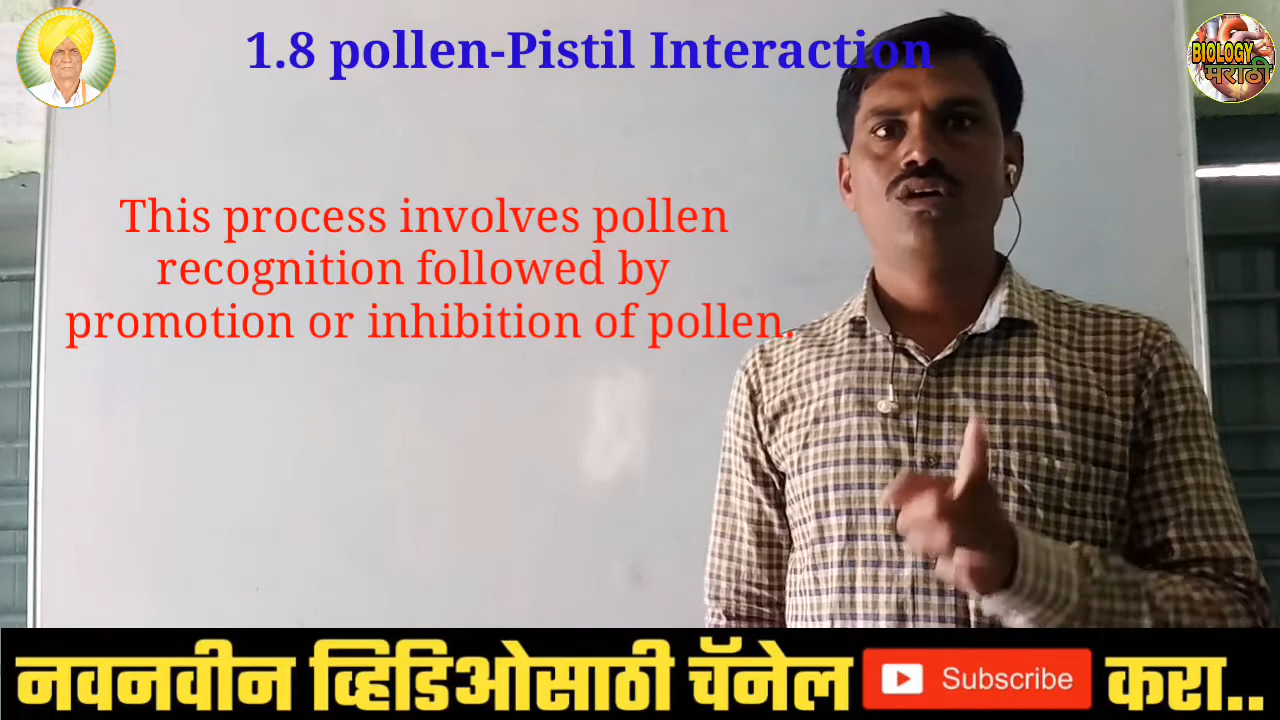 1.8 pollen-Pistil Interaction
BIOLOGY
मराठी
This process involves pollen
recognition followed by
promotion or inhibition of pollen.
नवनवीन व्हिडिओसाठी चॅनेल Subscribe करा..